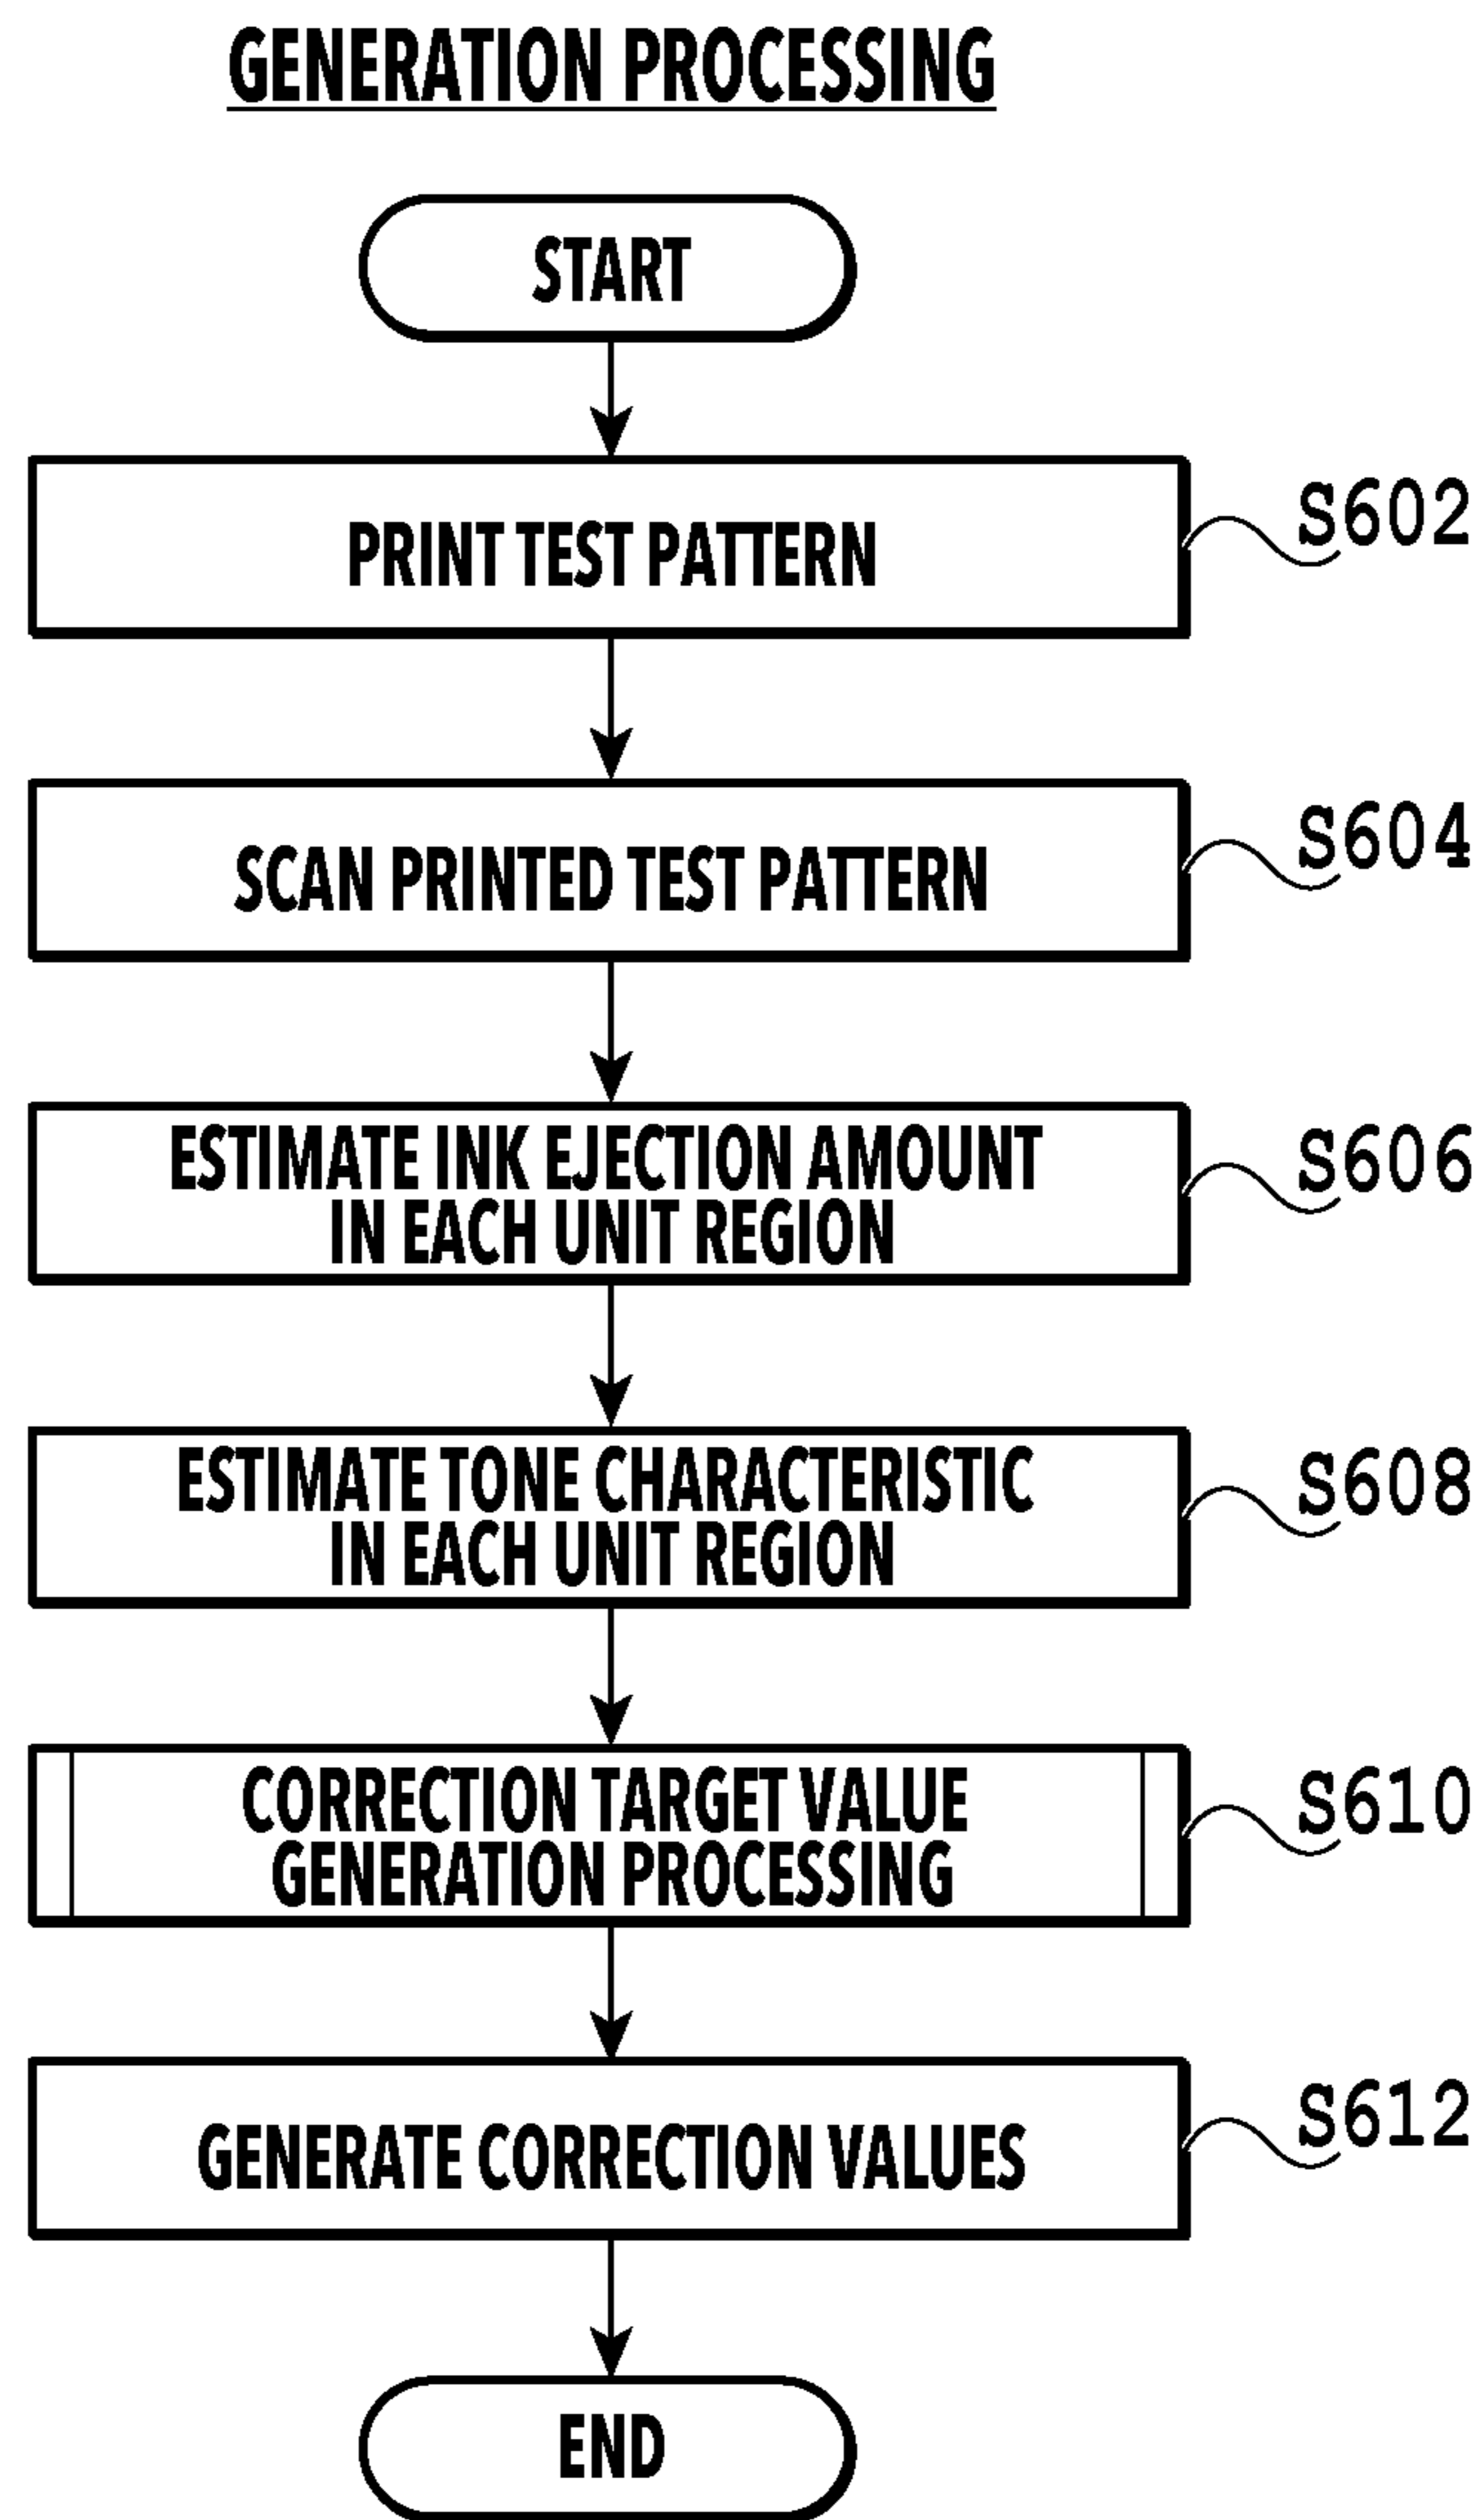 GENERATION PROCESSING
START
PRINT TEST PATTERN
S602
SCAN PRINTED TEST PATTERN
S604
ESTIMATE INK EJECTION AMOUNT
IN EACH UNIT REGION
S606
ESTIMATE TONE CHARACTERISTIC
IN EACH UNIT REGION
S608
CORRECTION TARGET VALUE
GENERATION PROCESSING
S610
GENERATE CORRECTION VALUES
S612
END